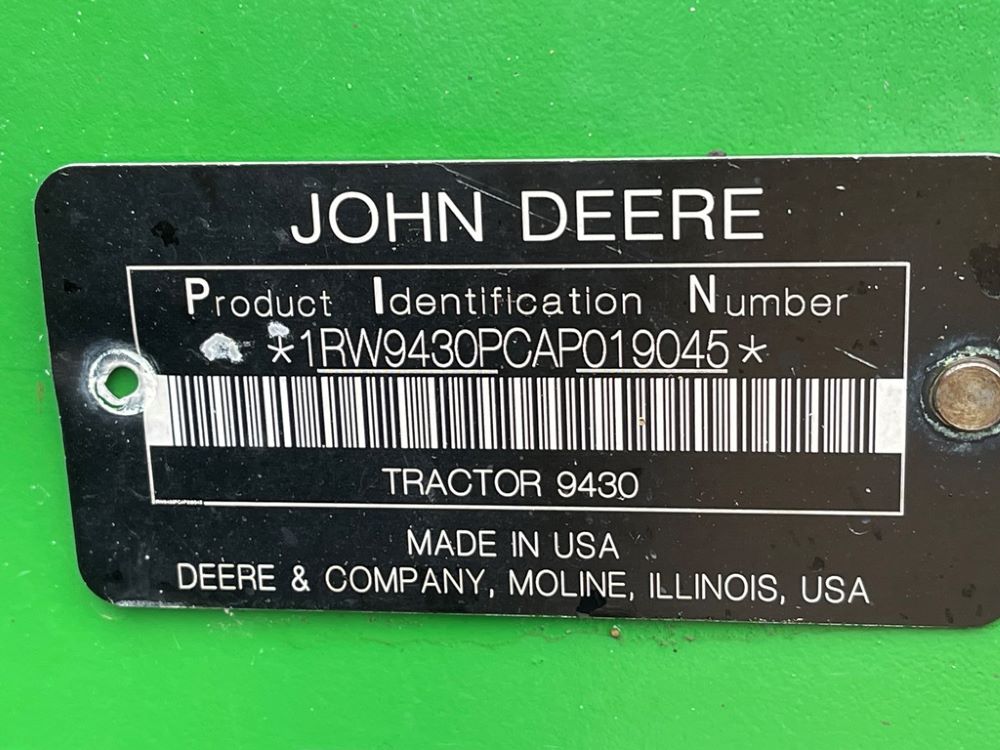 JOHN DEERE
Product Identification Number
*1RW9430PCAP019045*
TRACTOR 9430
MADE IN USA
DEERE & COMPANY, MOLINE, ILLINOIS, USA